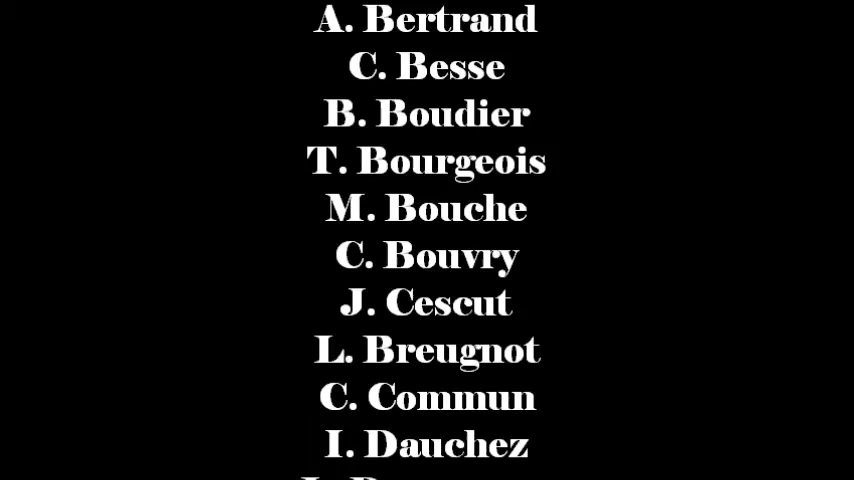 A. Bertrand
C. Besse
B. Boudier
T. Bourgeois
M. Bouche
C. Bouvry
J. Cescut
L. Breugnot
C. Commun
I. Dauchez